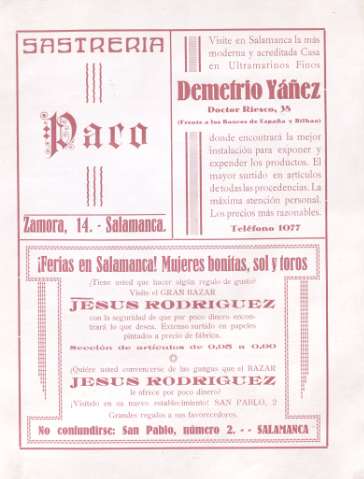 SASTRERIA
Paco
Zamora, 14. - Salamanca.
Visite en Salamanca la más
moderna y acreditada Casa
en Ultramarinos Finos
Demetrio Yáñez
Doctor Riesco, 38
(Frente a los Bancos de España y Bilbao)
donde encontrará la mejor
instalación para exponer y
expender los productos. El
mayor surtido en artículos
de todas las procedencias. La
máxima atención personal.
Los precios más razonables.
Teléfono 1077
¡Ferias en Salamanca! Mujeres bonitas, sol y toros
¿Tiene usted que hacer algún regalo de gusto?
Visite el GRAN BAZAR
JESUS RODRIGUEZ
con la seguridad de que por poco dinero encon-
trará lo que desea. Extenso surtido en papeles
pintados a precio de fábrica.
Sección de artículos de 0,95 a
¿Quiére usted convencerse de las gangas que el BAZAR
JESUS RODRIGUEZ
le ofrece por poco dinero?
¡Visitad en su nuevo establecimiento! SAN PABLO, 2
Grandes regalos a sus favorecedores.
No confundirse: San Pablo, número 2. - - SALAMANCA